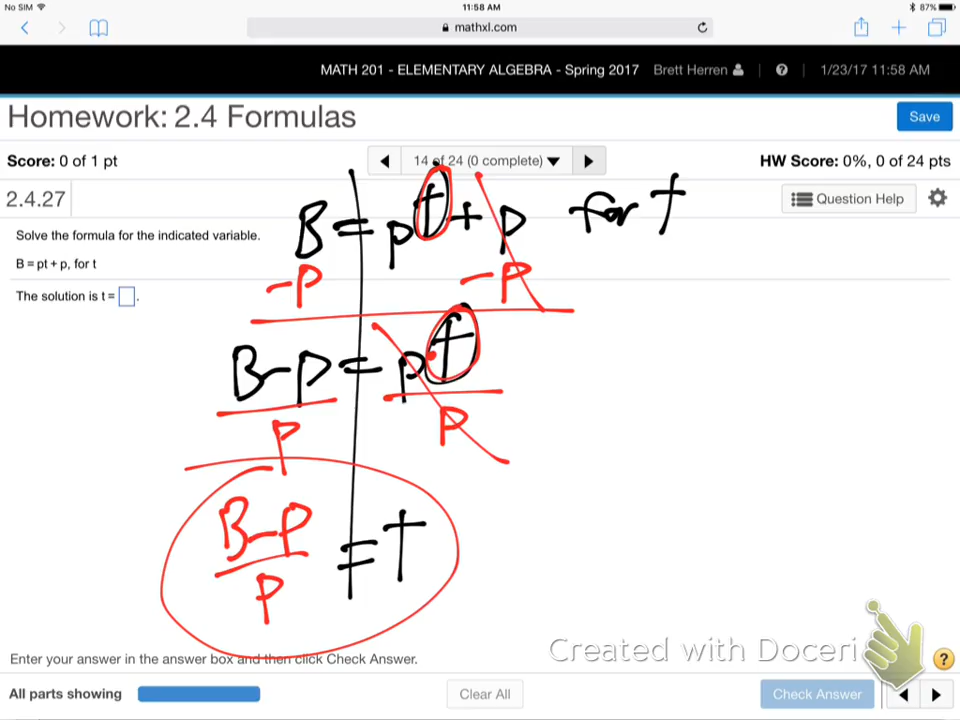 No SIM 11:58 AM 87%
mathxl.com
MATH 201 - ELEMENTARY ALGEBRA - Spring 2017 Brett Herren ? 1/23/17 11:58 AM
Homework: 2.4 Formulas Save
Score: 0 of 1 pt 14 of 24 (0 complete) HW Score: 0%, 0 of 24 pts
2.4.27 Question Help
Solve the formula for the indicated variable.
B = pt + p, for t
The solution is t = .
B = pt + p for t
-P -P
B-p = p·t
P P
B-P = t
P
Created with Doceri
Enter your answer in the answer box and then click Check Answer.
?
All parts showing Clear All Check Answer